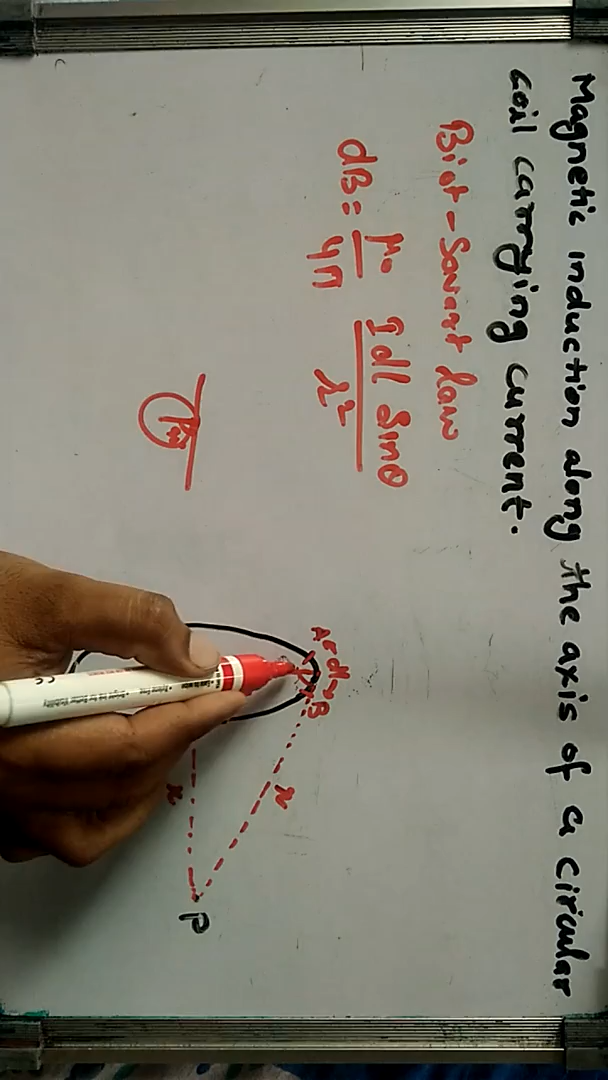 Magnetic induction along the axis of a circular
coil carrying current.
Biot-Savart Law
dB = μ₀ Idl Sinθ
4π r²
A dl B
r
x
P